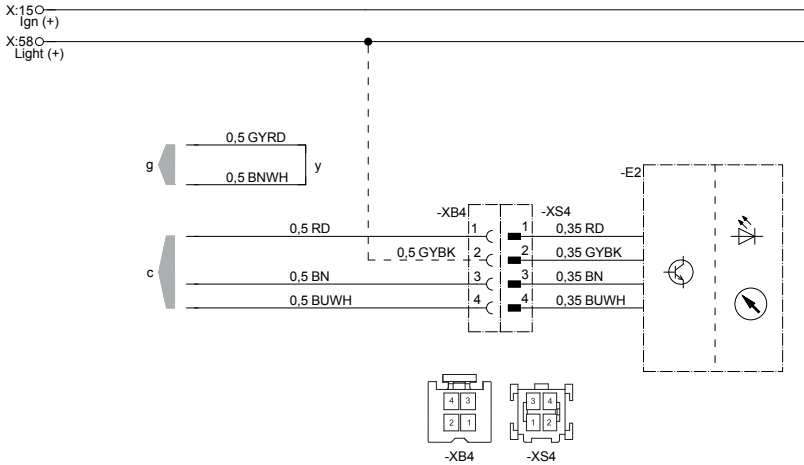 X:15
Ign (+)
X:58
Light (+)
0,5 GYRD
g
y
0,5 BNWH
-E2
-XB4
-XS4
0,5 RD
1
1
0,35 RD
0,5 GYBK
2
2
0,35 GYBK
c
0,5 BN
3
3
0,35 BN
0,5 BUWH
4
4
0,35 BUWH
4 3
3 4
2 1
1 2
-XB4
-XS4